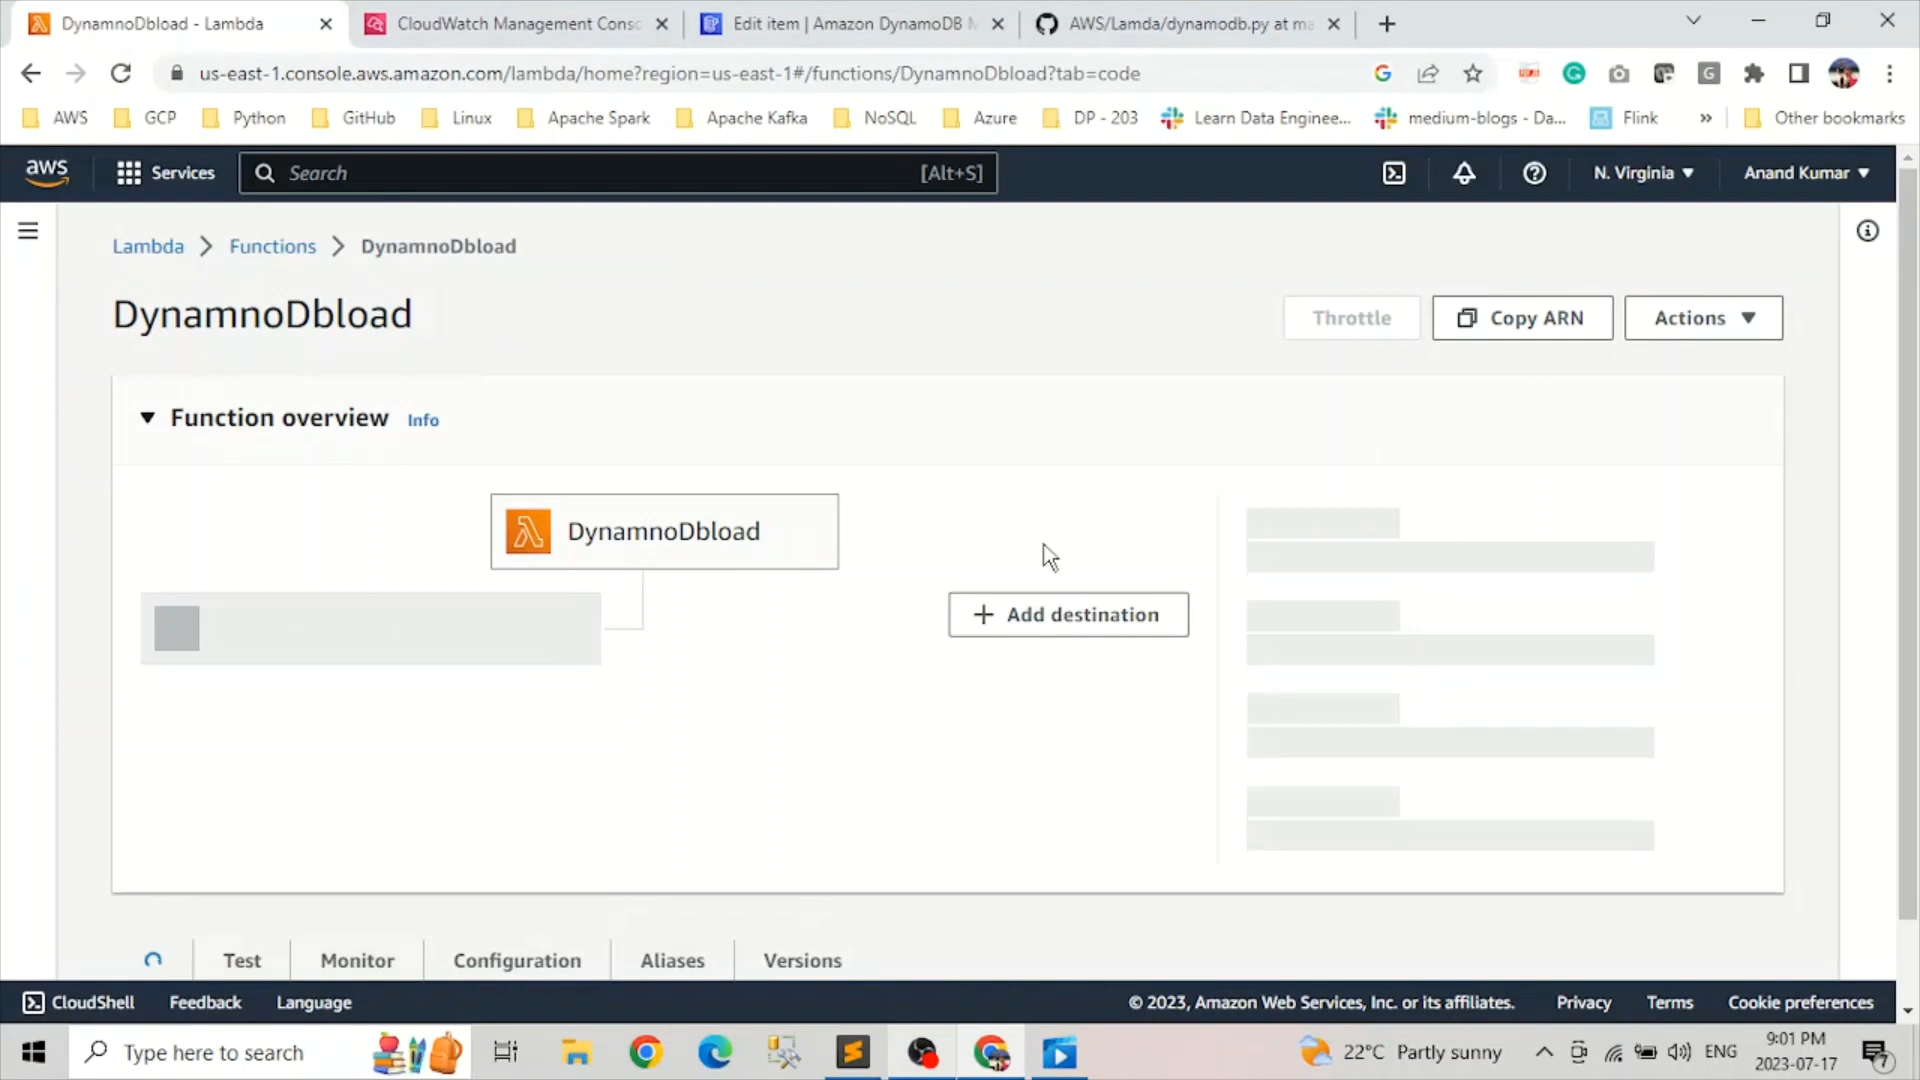 DynamnoDbload - Lambda
CloudWatch Management Conso
Edit item | Amazon DynamoDB M
AWS/Lamda/dynamodb.py at ma
us-east-1.console.aws.amazon.com/lambda/home?region=us-east-1#/functions/DynamnoDbload?tab=code
AWS
GCP
Python
GitHub
Linux
Apache Spark
Apache Kafka
NoSQL
Azure
DP - 203
Learn Data Enginee...
medium-blogs - Da...
Flink
»
Other bookmarks
aws
Services
Search
[Alt+S]
N. Virginia
Anand Kumar
Lambda > Functions > DynamnoDbload
DynamnoDbload
Throttle
Copy ARN
Actions
Function overview Info
DynamnoDbload
+ Add destination
Test
Monitor
Configuration
Aliases
Versions
CloudShell
Feedback
Language
© 2023, Amazon Web Services, Inc. or its affiliates.
Privacy
Terms
Cookie preferences
Type here to search
22°C Partly sunny
ENG
9:01 PM
2023-07-17
7